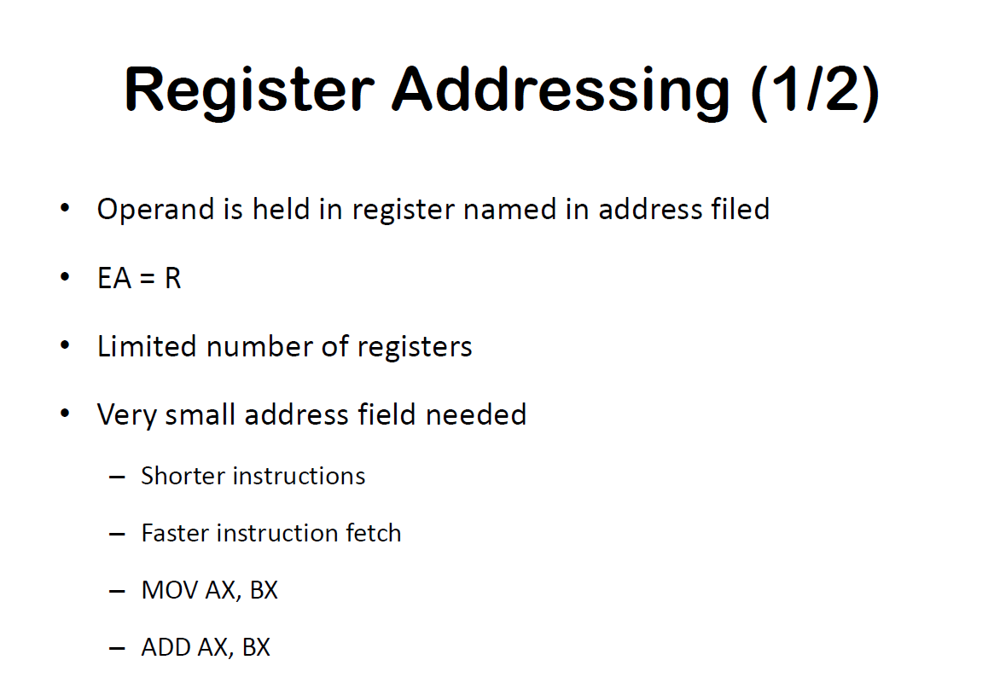 Register Addressing (1/2)
• Operand is held in register named in address filed
• EA = R
• Limited number of registers
• Very small address field needed
– Shorter instructions
– Faster instruction fetch
– MOV AX, BX
– ADD AX, BX